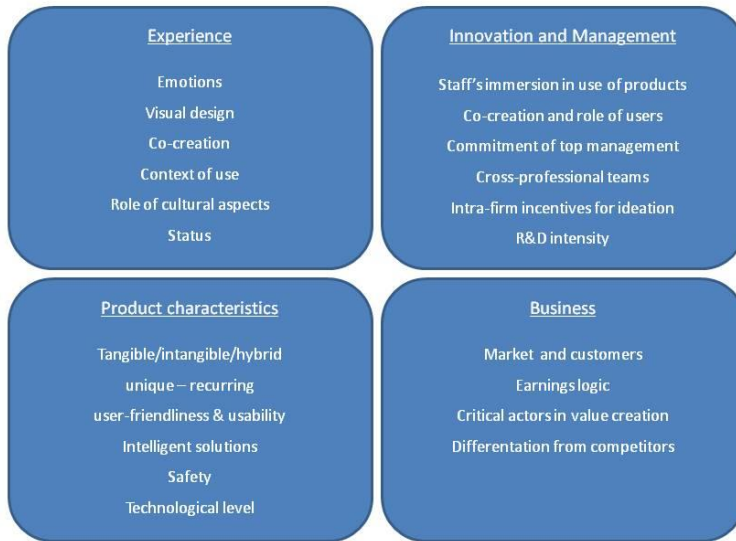 Experience
Emotions
Visual design
Co-creation
Context of use
Role of cultural aspects
Status
Innovation and Management
Staff's immersion in use of products
Co-creation and role of users
Commitment of top management
Cross-professional teams
Intra-firm incentives for ideation
R&D intensity
Product characteristics
Tangible/intangible/hybrid
unique – recurring
user-friendliness & usability
Intelligent solutions
Safety
Technological level
Business
Market and customers
Earnings logic
Critical actors in value creation
Differentation from competitors